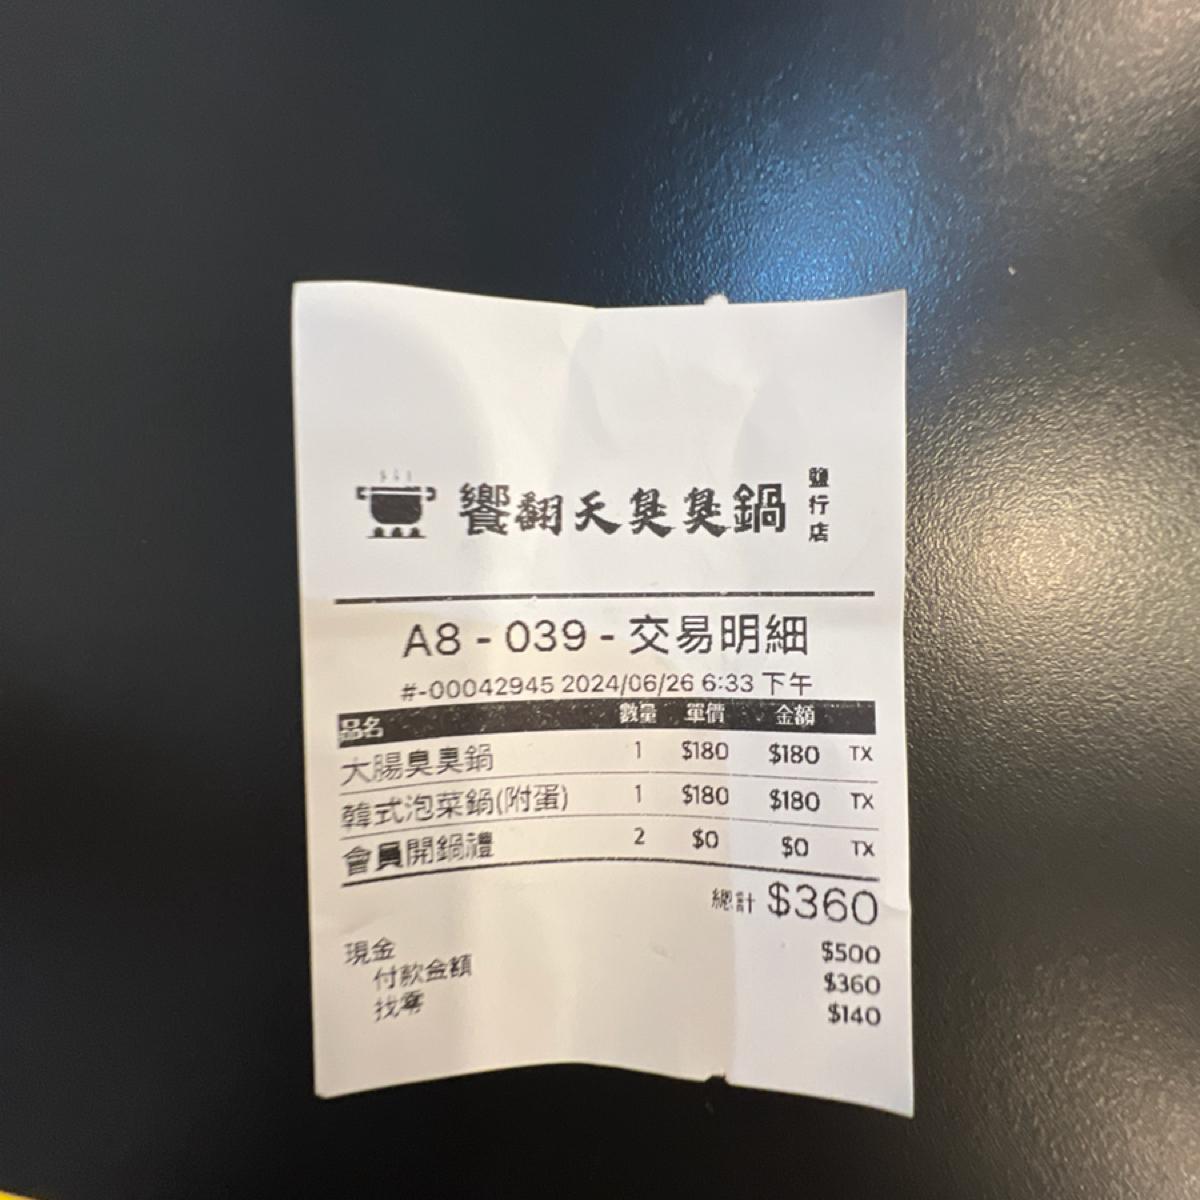 饗翻天臭臭鍋 鹽行店
A8 - 039 - 交易明細
#-00042945 2024/06/26 6:33 下午
品名 數量 單價 金額
大腸臭臭鍋 1 $180 $180 TX
韓式泡菜鍋(附蛋) 1 $180 $180 TX
會員開鍋禮 2 $0 $0 TX
總計 $360
現金 $500
付款金額 $360
找零 $140